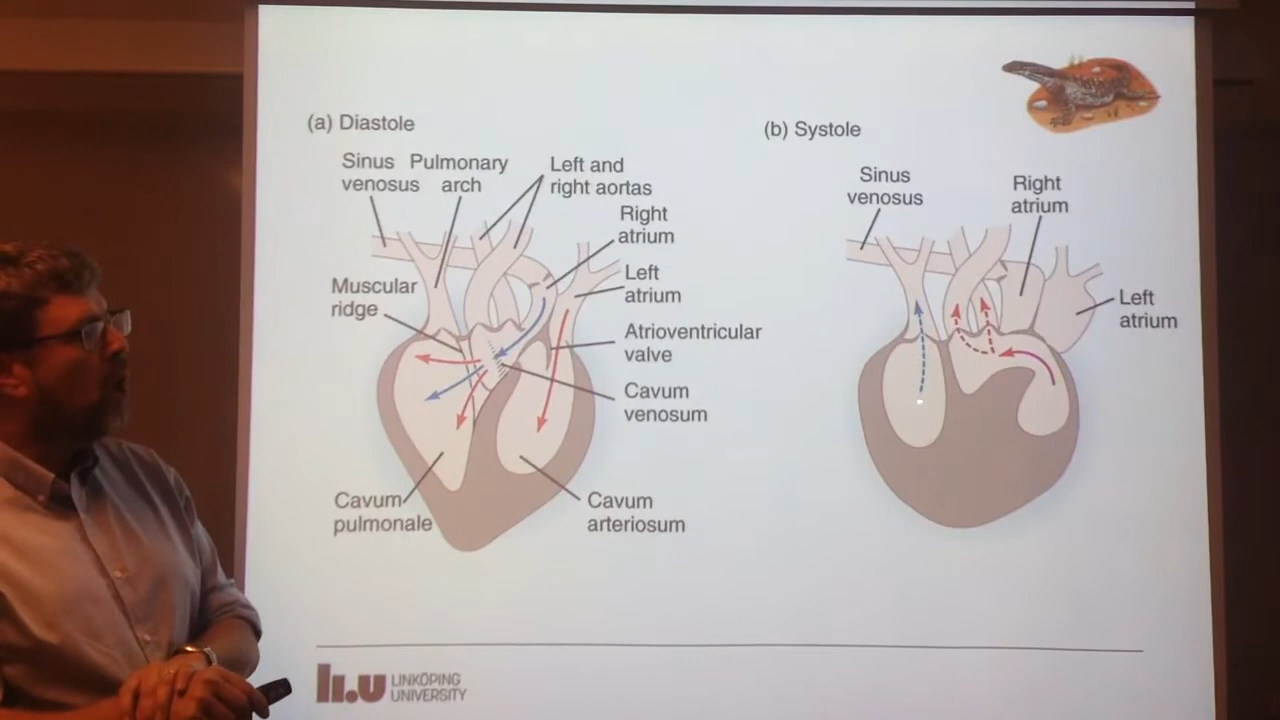 (a) Diastole
Sinus venosus
Pulmonary arch
Left and right aortas
Right atrium
Left atrium
Muscular ridge
Atrioventricular valve
Cavum venosum
Cavum pulmonale
Cavum arteriosum
(b) Systole
Sinus venosus
Right atrium
Left atrium
li.u LINKÖPING UNIVERSITY